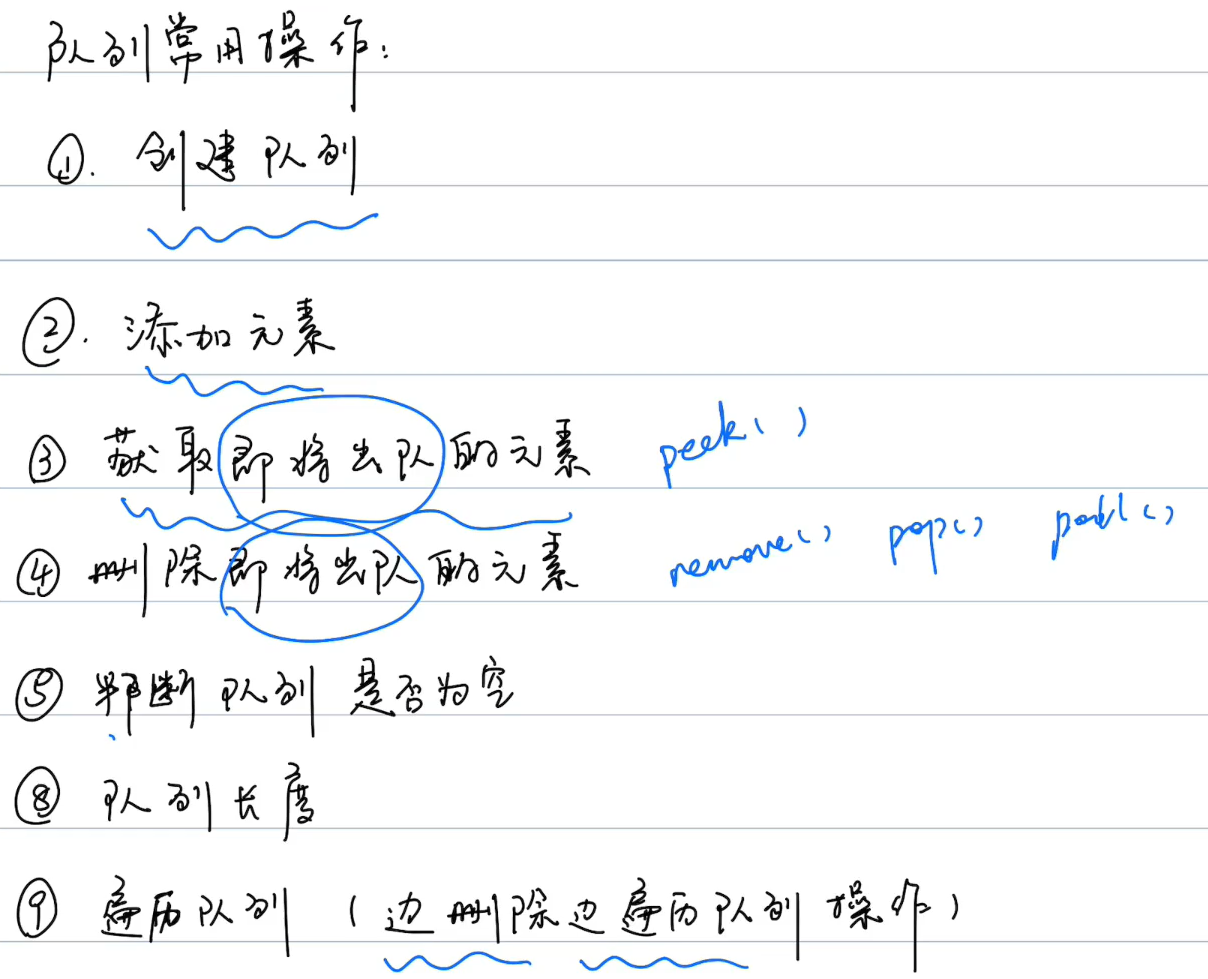 队列常用操作:
①. 创建队列
②. 添加元素
③ 获取即将出队的元素 peek()
④ 删除即将出队的元素 remove() pop() poll()
⑤ 判断队列是否为空
⑧ 队列长度
⑨ 遍历队列 (边删除边遍历队列操作)